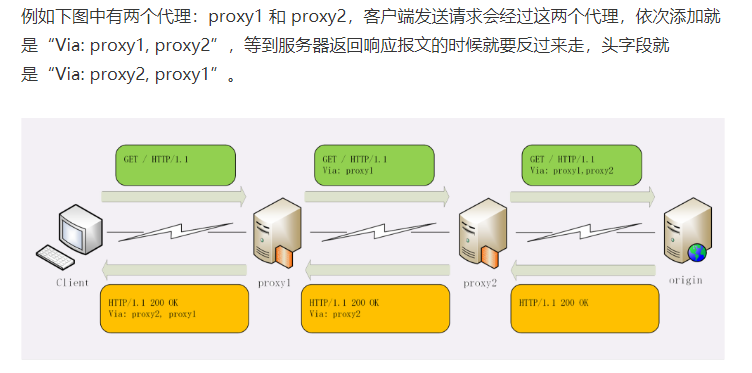 例如下图中有两个代理：proxy1 和 proxy2，客户端发送请求会经过这两个代理，依次添加就
是“Via: proxy1, proxy2”，等到服务器返回响应报文的时候就要反过来走，头字段就
是“Via: proxy2, proxy1”。
GET / HTTP/1.1
GET / HTTP/1.1
Via: proxy1
GET / HTTP/1.1
Via: proxy1,proxy2
Client
proxy1
proxy2
origin
HTTP/1.1 200 OK
Via: proxy2, proxy1
HTTP/1.1 200 OK
Via: proxy2
HTTP/1.1 200 OK